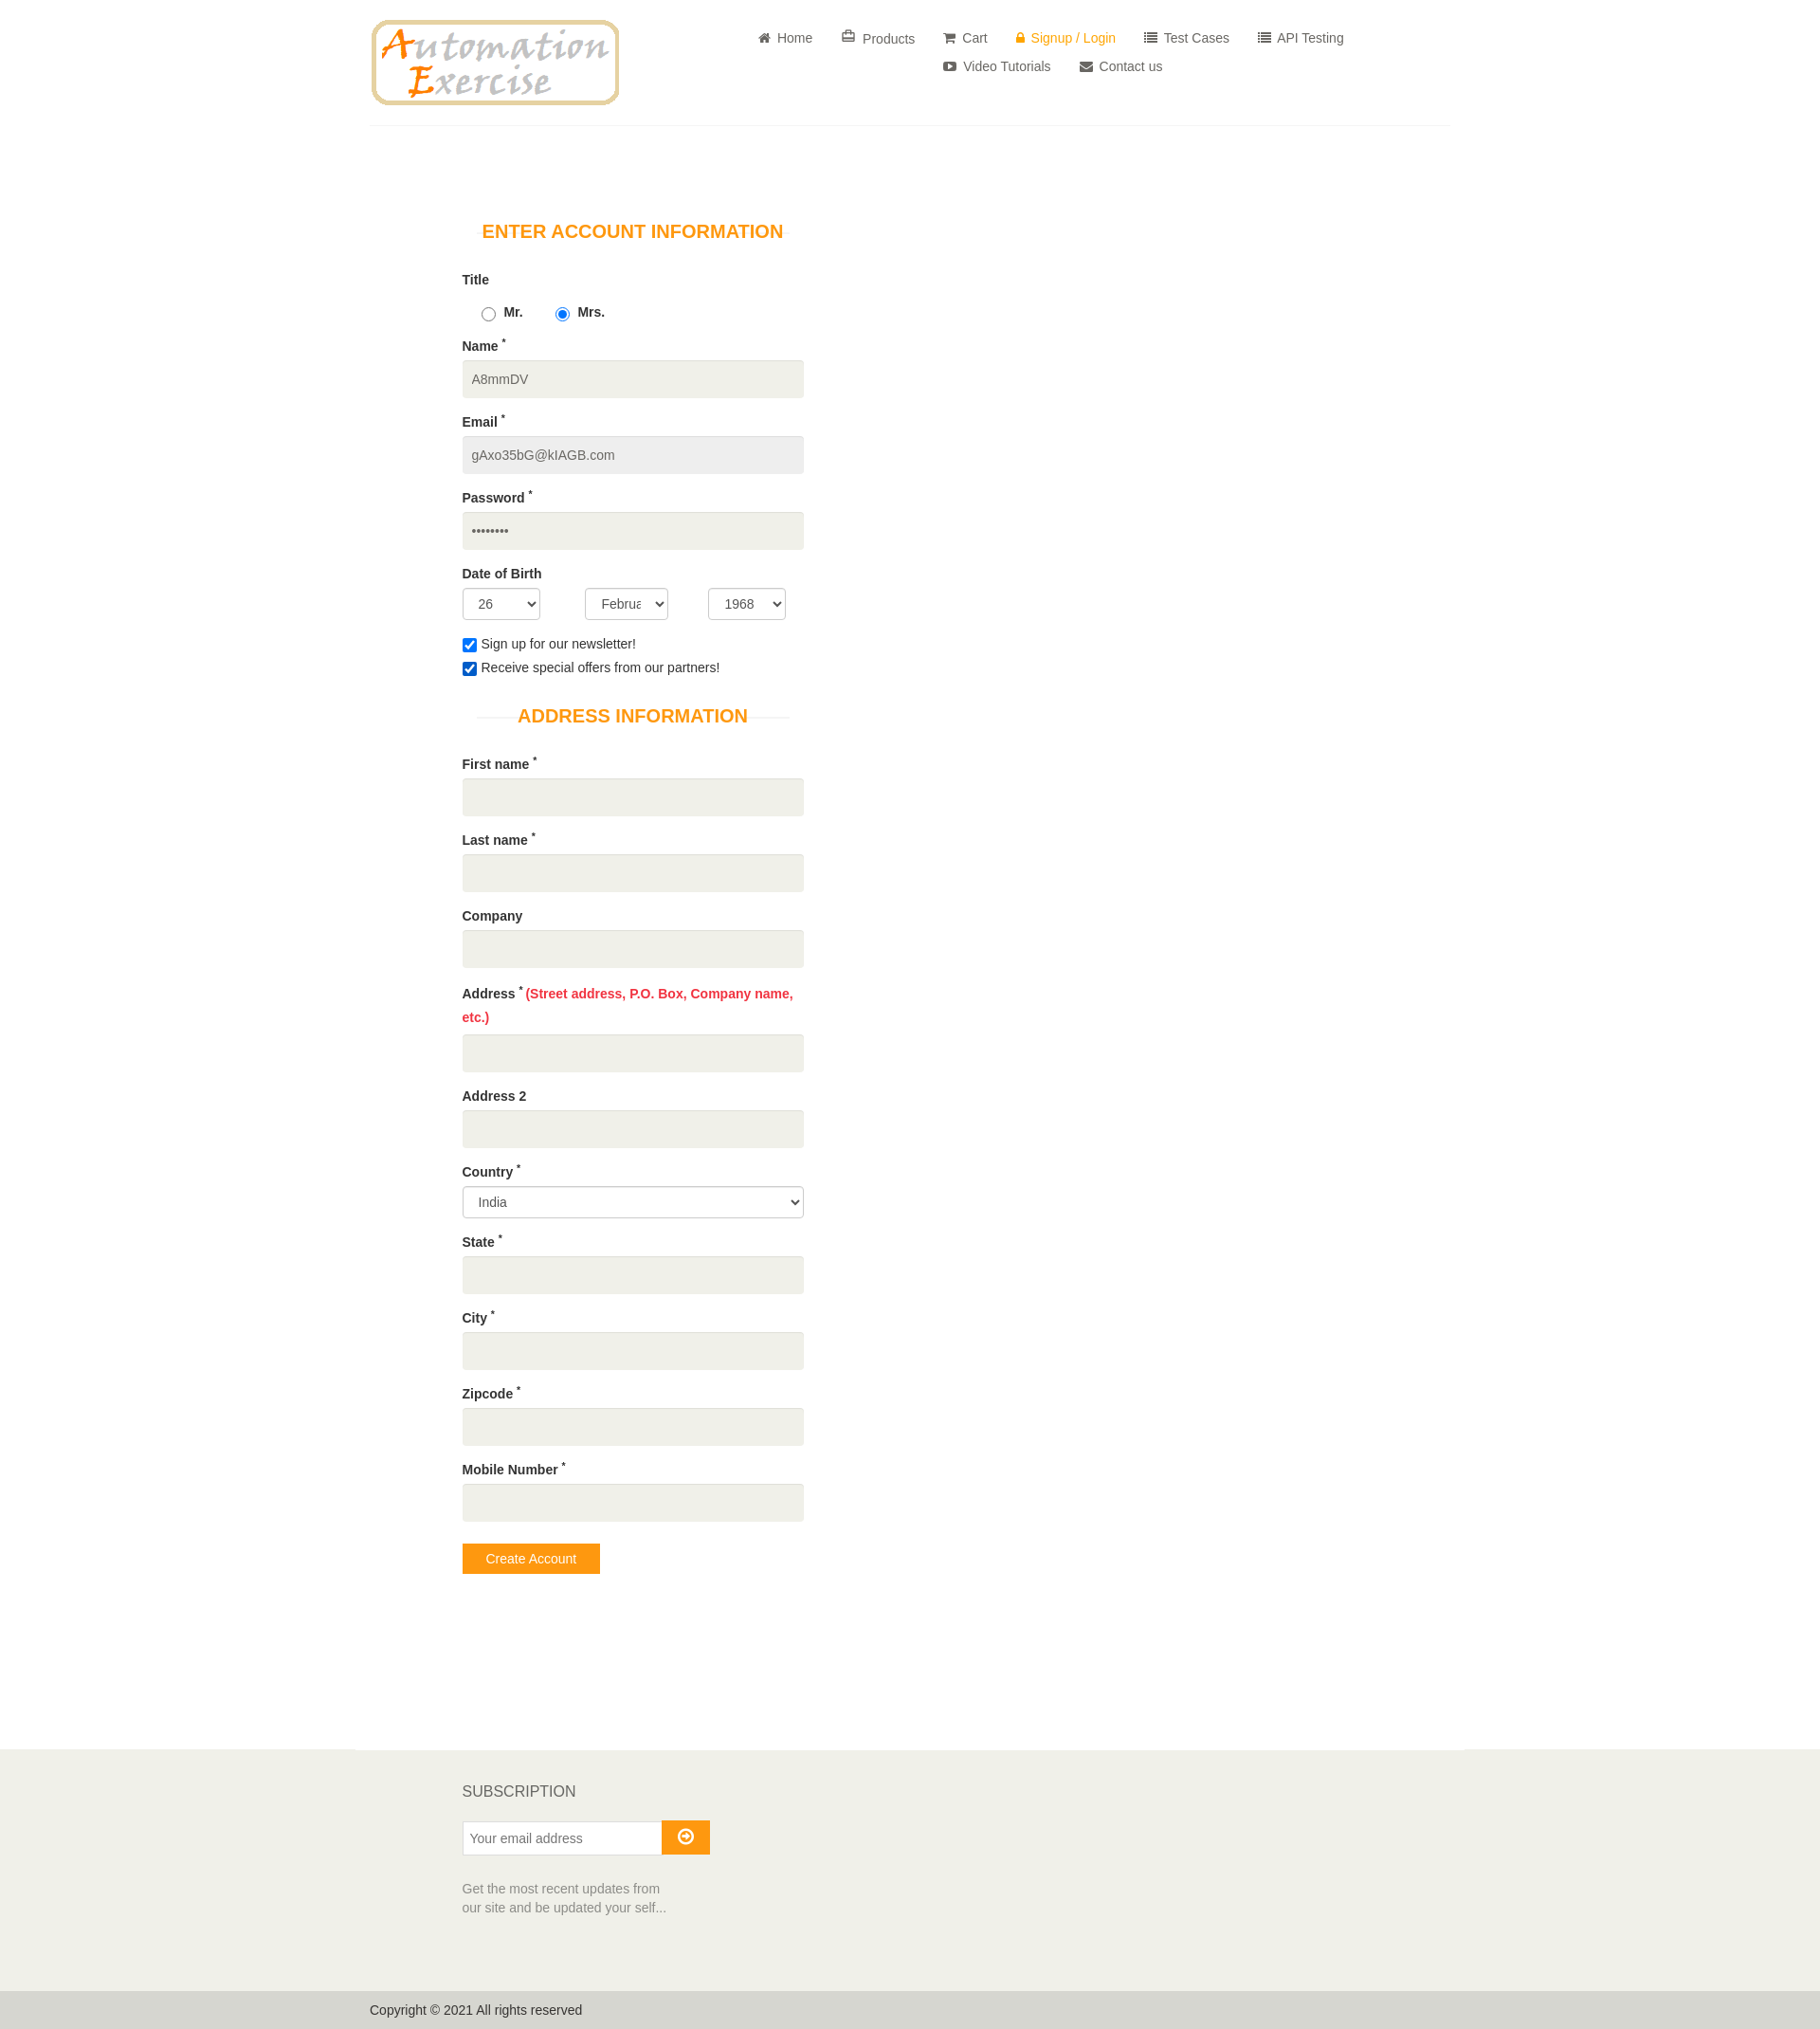 Automation
Exercise
Home
Products
Cart
Signup / Login
Test Cases
API Testing
Video Tutorials
Contact us
ENTER ACCOUNT INFORMATION
Title
Mr.
Mrs.
Name *
A8mmDV
Email *
gAxo35bG@kIAGB.com
Password *
••••••••
Date of Birth
26
Februa
1968
Sign up for our newsletter!
Receive special offers from our partners!
ADDRESS INFORMATION
First name *
Last name *
Company
Address * (Street address, P.O. Box, Company name,
etc.)
Address 2
Country *
India
State *
City *
Zipcode *
Mobile Number *
Create Account
SUBSCRIPTION
Your email address
Get the most recent updates from
our site and be updated your self...
Copyright © 2021 All rights reserved